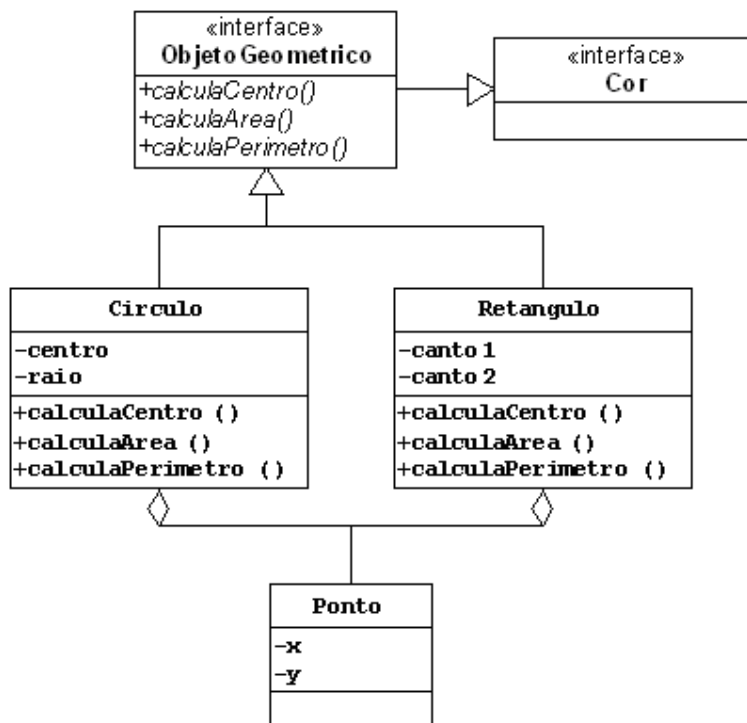 «interface»
ObjetoGeometrico
+calculaCentro()
+calculaArea()
+calculaPerimetro()
«interface»
Cor
Circulo
-centro
-raio
+calculaCentro ()
+calculaArea ()
+calculaPerimetro ()
Retangulo
-canto1
-canto2
+calculaCentro ()
+calculaArea ()
+calculaPerimetro ()
Ponto
-x
-y